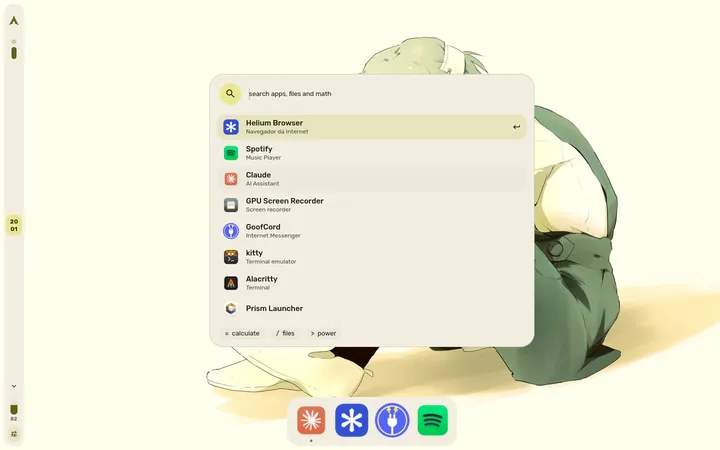 search apps, files and math
Helium Browser
Navegador da Internet
Spotify
Music Player
Claude
AI Assistant
GPU Screen Recorder
Screen recorder
GoofCord
Internet Messenger
20
01
kitty
Terminal emulator
Alacritty
Terminal
Prism Launcher
= calculate
/ files
> power
82